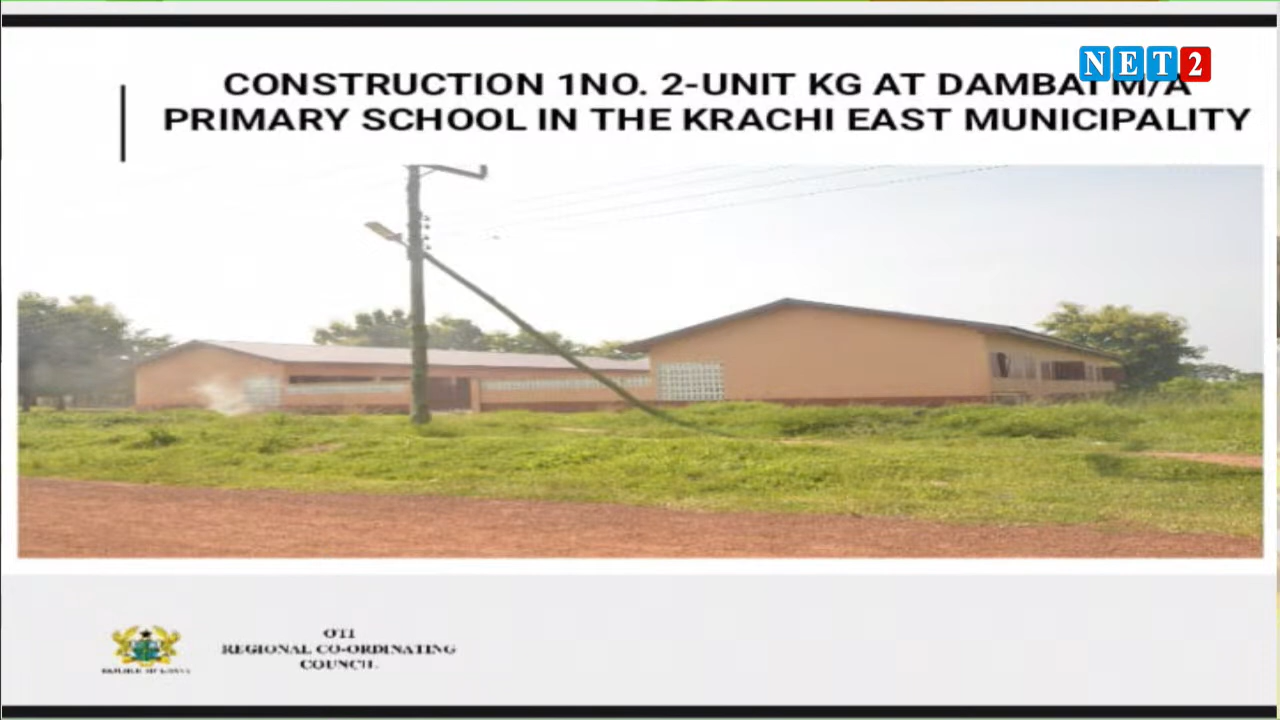 NET2
CONSTRUCTION 1NO. 2-UNIT KG AT DAMBAI M/A
PRIMARY SCHOOL IN THE KRACHI EAST MUNICIPALITY
OTI
REGIONAL CO-ORDINATING
COUNCIL